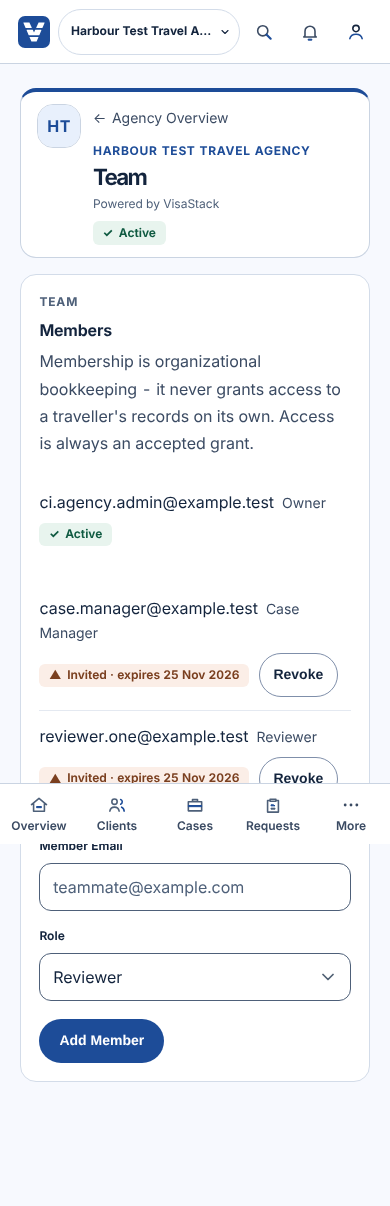 Harbour Test Travel A...
HT
← Agency Overview
HARBOUR TEST TRAVEL AGENCY
Team
Powered by VisaStack
✓ Active
TEAM
Members
Membership is organizational
bookkeeping - it never grants access to
a traveller's records on its own. Access
is always an accepted grant.
ci.agency.admin@example.test Owner
✓ Active
case.manager@example.test Case
Manager
▲ Invited · expires 25 Nov 2026 Revoke
reviewer.one@example.test Reviewer
▲ Invited · expires 25 Nov 2026 Revoke
Overview Clients Cases Requests More
Member Email
teammate@example.com
Role
Reviewer
Add Member